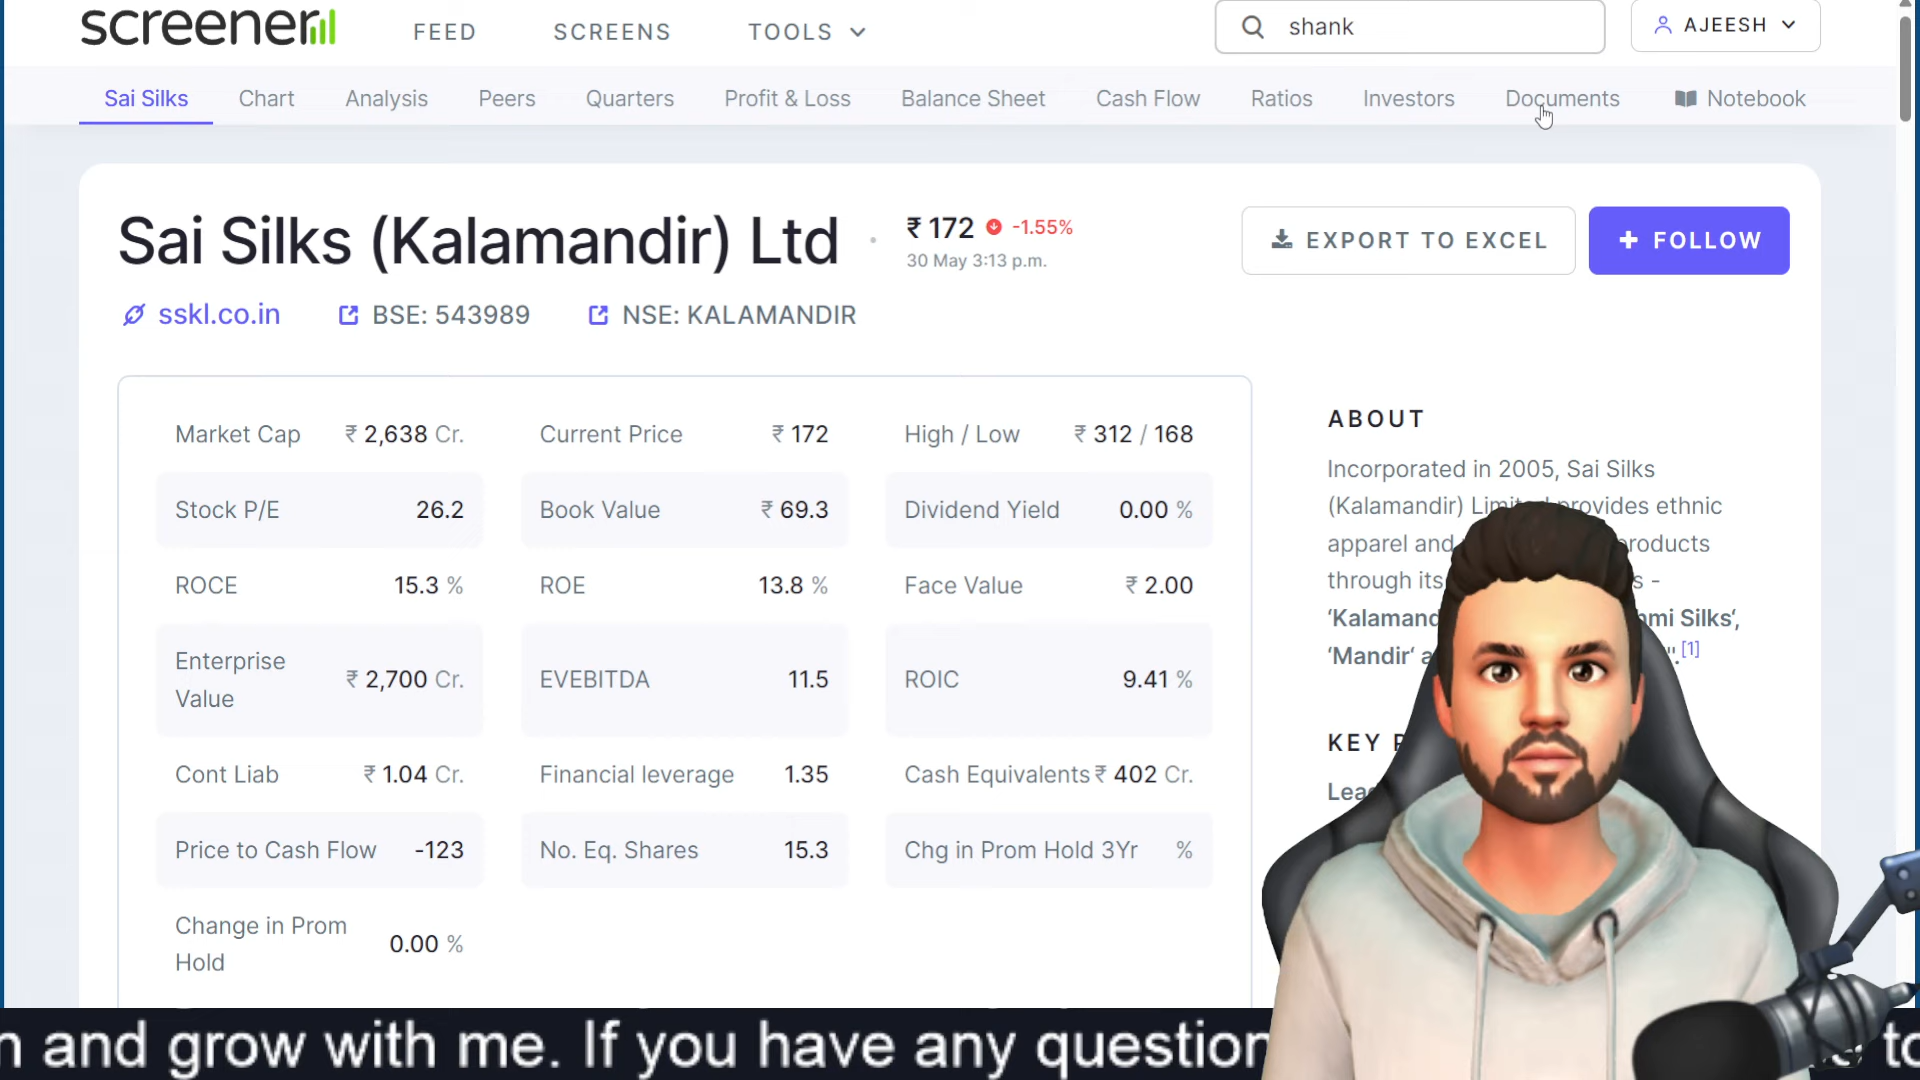 screener
FEED
SCREENS
TOOLS
shank
AJEESH
Sai Silks
Chart
Analysis
Peers
Quarters
Profit & Loss
Balance Sheet
Cash Flow
Ratios
Investors
Documents
Notebook
Sai Silks (Kalamandir) Ltd
₹ 172 -1.55%
30 May 3:13 p.m.
EXPORT TO EXCEL
+ FOLLOW
sskl.co.in
BSE: 543989
NSE: KALAMANDIR
Market Cap ₹ 2,638 Cr.
Current Price ₹ 172
High / Low ₹ 312 / 168
Stock P/E 26.2
Book Value ₹ 69.3
Dividend Yield 0.00 %
ROCE 15.3 %
ROE 13.8 %
Face Value ₹ 2.00
Enterprise Value ₹ 2,700 Cr.
EVEBITDA 11.5
ROIC 9.41 %
Cont Liab ₹ 1.04 Cr.
Financial leverage 1.35
Cash Equivalents ₹ 402 Cr.
Price to Cash Flow -123
No. Eq. Shares 15.3
Chg in Prom Hold 3Yr %
Change in Prom Hold 0.00 %
ABOUT
Incorporated in 2005, Sai Silks
(Kalamandir) Limited provides ethnic
apparel and products
through its -
Silks‘,
‘Mandir‘ [1]
KEY
and grow with me. If you have any question